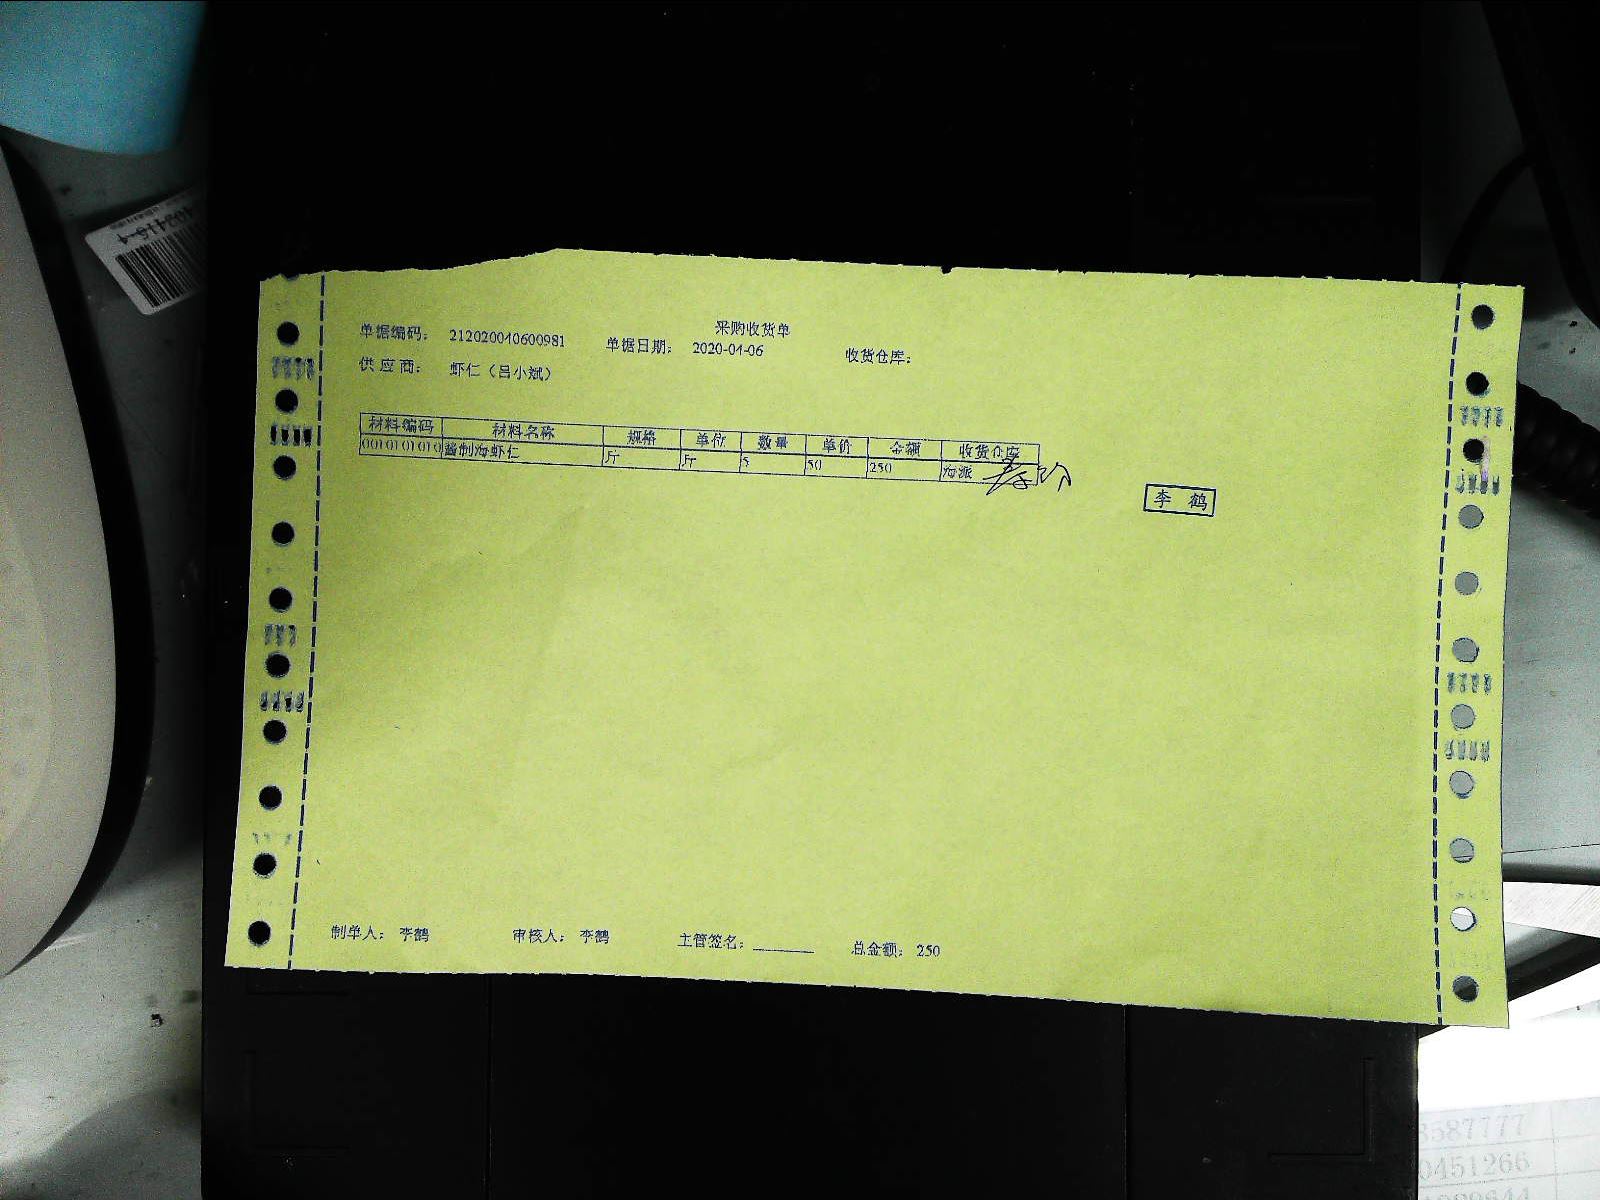 采购收货单
单据编码： 212020040600981 单据日期： 2020-04-06 收货仓库：
供应商： 虾仁（吕小斌）
材料编码 材料名称 规格 单位 数量 单价 金额 收货仓库
001010101 酱制海虾仁 斤 斤 5 50 250 海派
李 鹤
制单人： 李鹤 审核人： 李鹤 主管签名：________ 总金额： 250
8587777
0451266